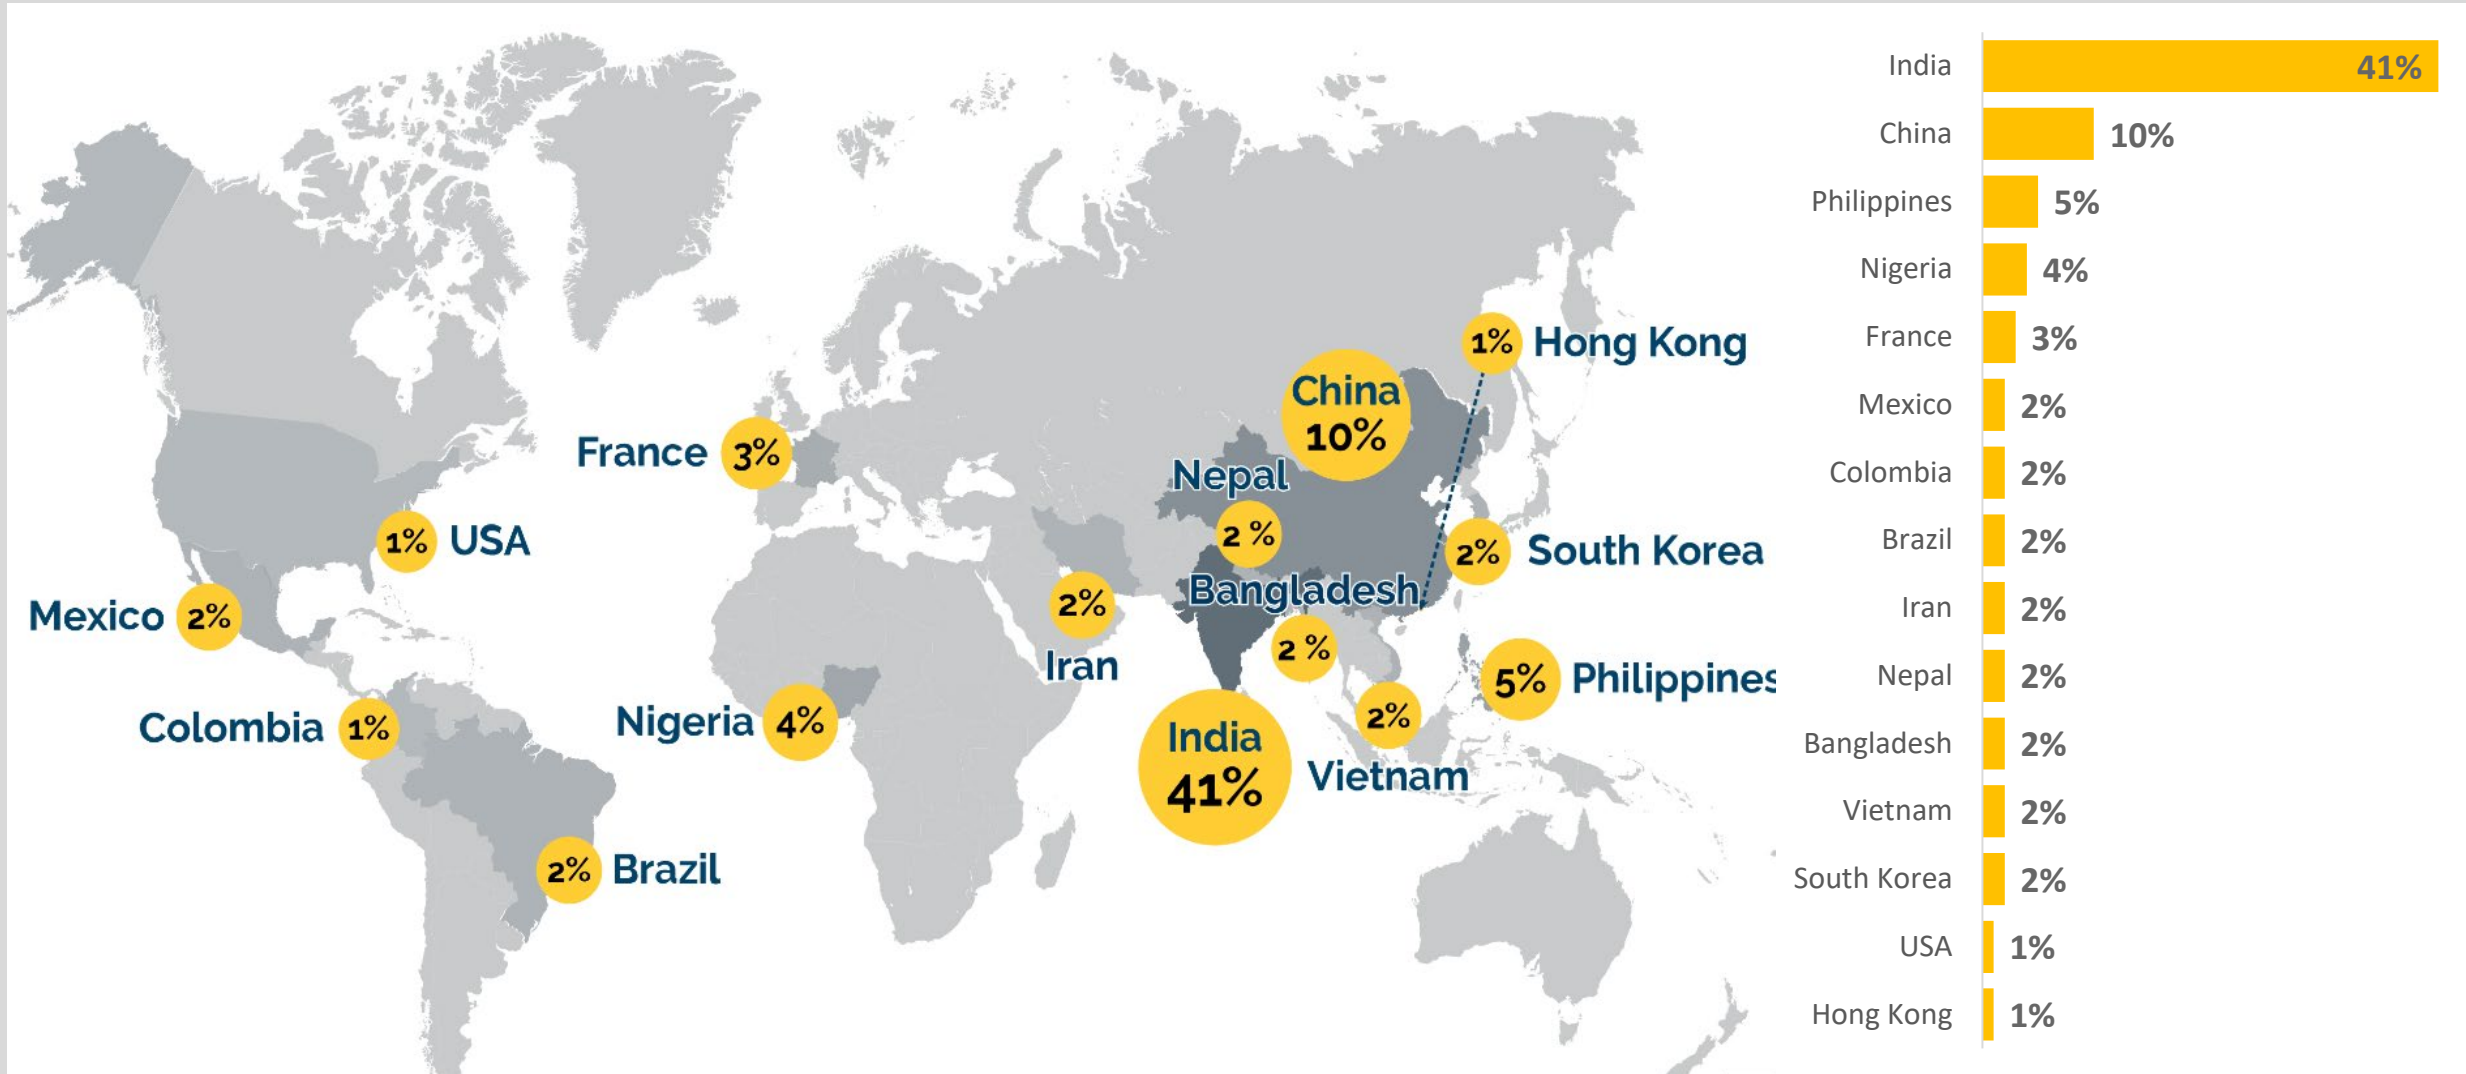 1% Hong Kong
China
10%
France 3%
Nepal
2 %
1% USA
2% South Korea
Bangladesh
2%
Mexico 2%
2 %
Iran
5% Philippines
Nigeria 4%
Colombia 1%
2%
India
41%
Vietnam
2% Brazil
India 41%
China 10%
Philippines 5%
Nigeria 4%
France 3%
Mexico 2%
Colombia 2%
Brazil 2%
Iran 2%
Nepal 2%
Bangladesh 2%
Vietnam 2%
South Korea 2%
USA 1%
Hong Kong 1%